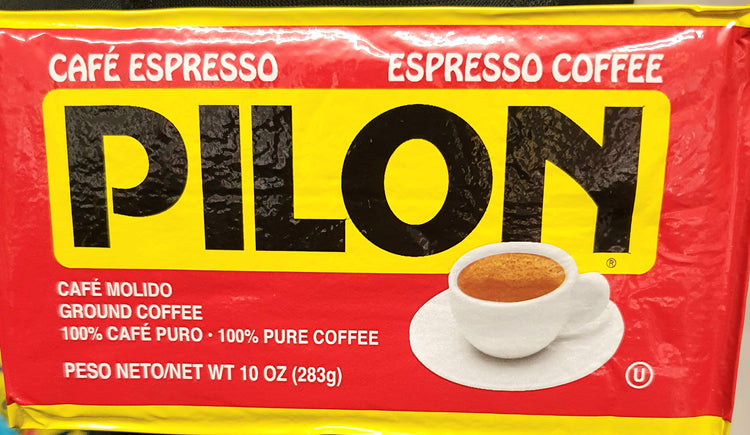 CAFÉ ESPRESSO ESPRESSO COFFEE
PILON
®
CAFÉ MOLIDO
GROUND COFFEE
100% CAFÉ PURO • 100% PURE COFFEE
PESO NETO/NET WT 10 OZ (283g)
U